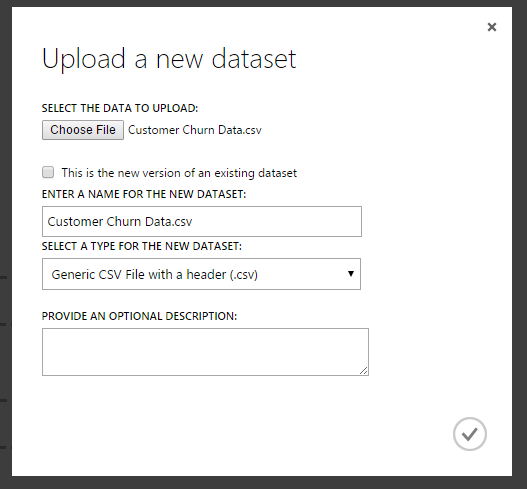 Upload a new dataset
SELECT THE DATA TO UPLOAD:
Choose File Customer Churn Data.csv
This is the new version of an existing dataset
ENTER A NAME FOR THE NEW DATASET:
Customer Churn Data.csv
SELECT A TYPE FOR THE NEW DATASET:
Generic CSV File with a header (.csv)
PROVIDE AN OPTIONAL DESCRIPTION: